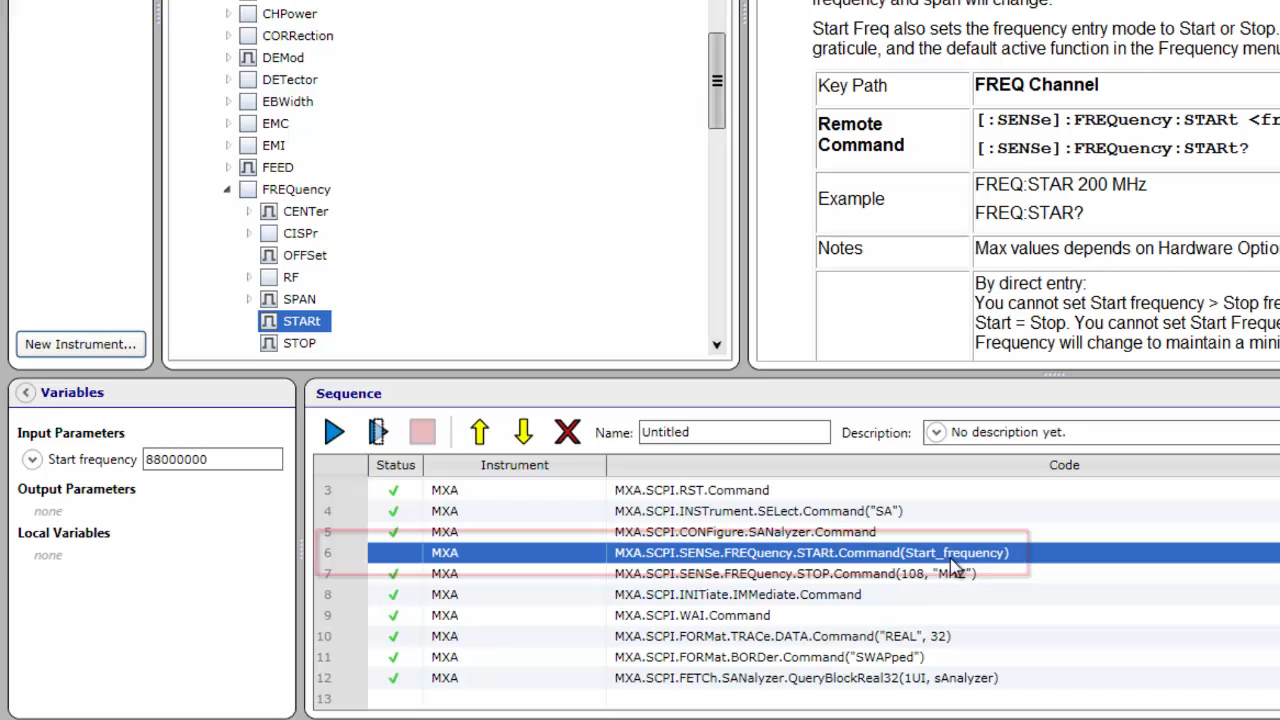 CHPower
CORRection
DEMod
DETector
EBWidth
EMC
EMI
FEED
FREQuency
CENTer
CISPr
OFFSet
RF
SPAN
STARt
STOP
New Instrument...
frequency and span will change.
Start Freq also sets the frequency entry mode to Start or Stop.
graticule, and the default active function in the Frequency menu
Key Path FREQ Channel
Remote Command [:SENSe]:FREQuency:STARt <fr
[:SENSe]:FREQuency:STARt?
Example FREQ:STAR 200 MHz
FREQ:STAR?
Notes Max values depends on Hardware Optio
By direct entry:
You cannot set Start frequency > Stop fre
Start = Stop. You cannot set Start Freque
Frequency will change to maintain a mini
Variables
Input Parameters
Start frequency 88000000
Output Parameters
none
Local Variables
none
Sequence
Name: Untitled Description: No description yet.
Status Instrument Code
3 MXA MXA.SCPI.RST.Command
4 MXA MXA.SCPI.INSTrument.SELect.Command("SA")
5 MXA MXA.SCPI.CONFigure.SANalyzer.Command
6 MXA MXA.SCPI.SENSe.FREQuency.STARt.Command(Start_frequency)
7 MXA MXA.SCPI.SENSe.FREQuency.STOP.Command(108, "MHZ")
8 MXA MXA.SCPI.INITiate.IMMediate.Command
9 MXA MXA.SCPI.WAI.Command
10 MXA MXA.SCPI.FORMat.TRACe.DATA.Command("REAL", 32)
11 MXA MXA.SCPI.FORMat.BORDer.Command("SWAPped")
12 MXA MXA.SCPI.FETCh.SANalyzer.QueryBlockReal32(1UI, sAnalyzer)
13